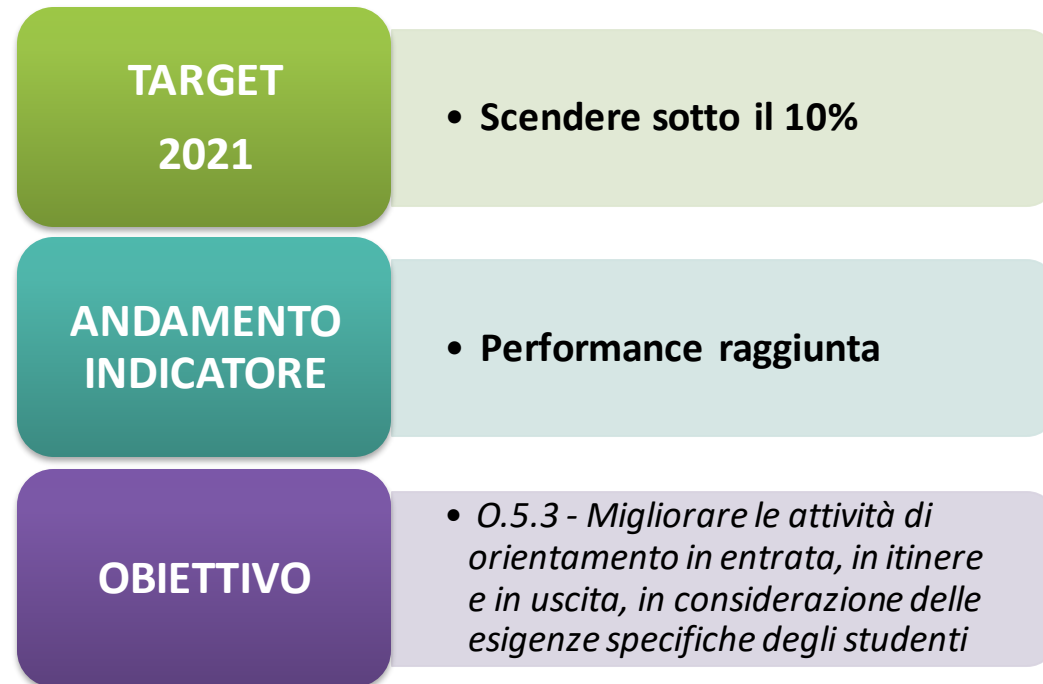 TARGET
2021
• Scendere sotto il 10%
ANDAMENTO
INDICATORE
• Performance raggiunta
OBIETTIVO
• O.5.3 - Migliorare le attività di
orientamento in entrata, in itinere
e in uscita, in considerazione delle
esigenze specifiche degli studenti